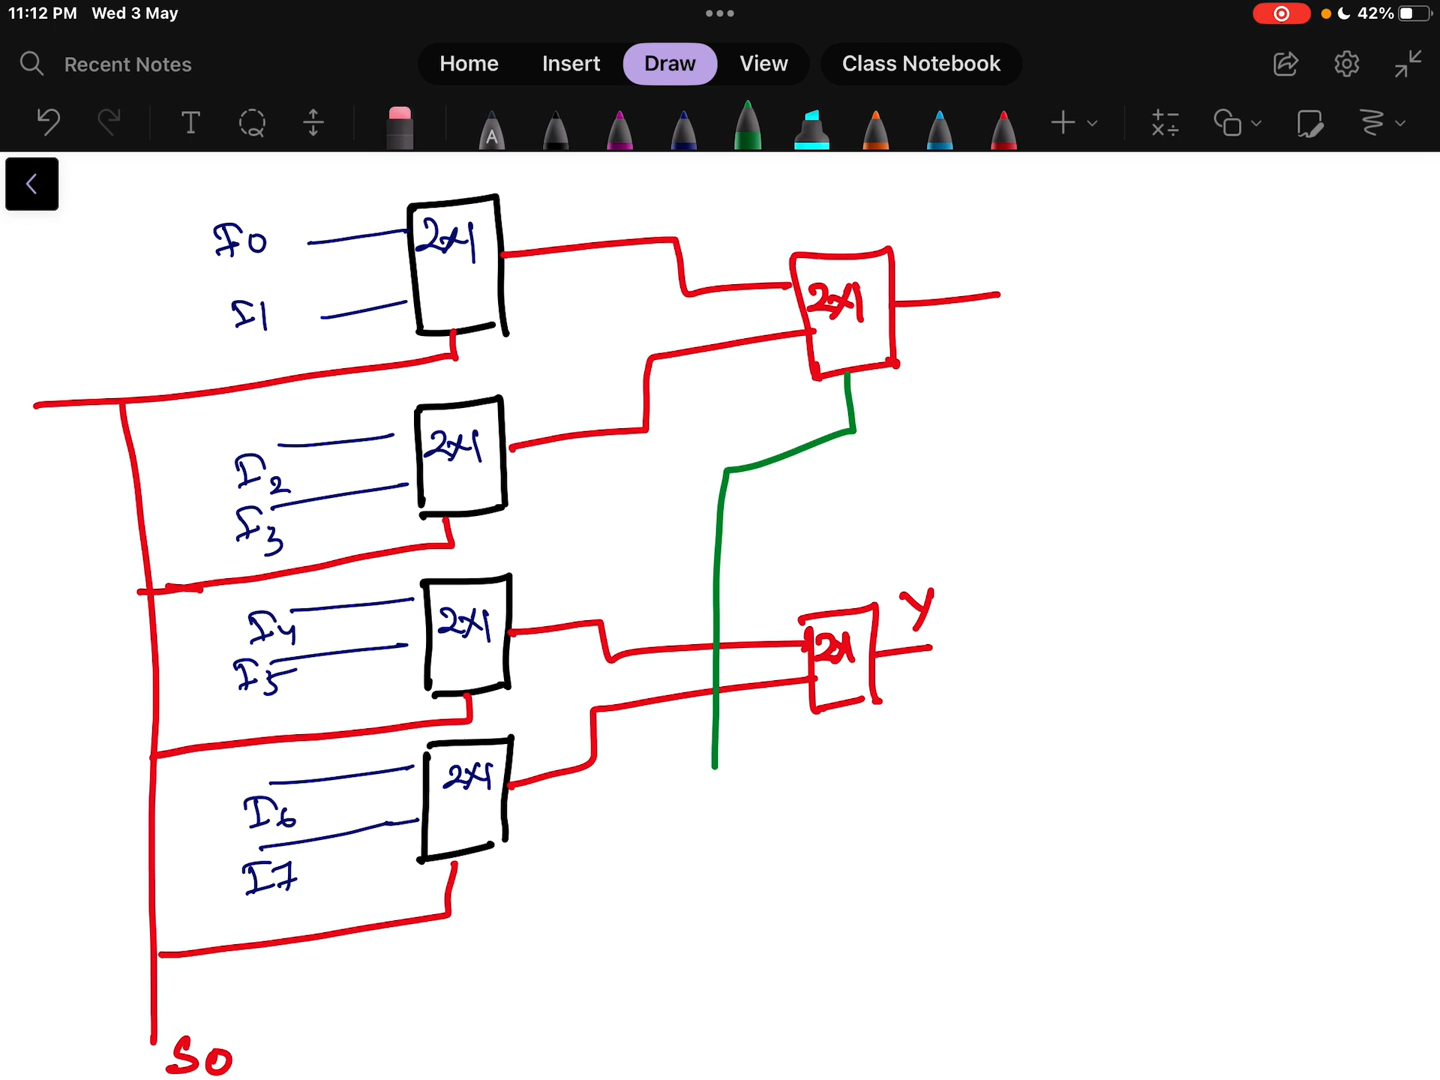 11:12 PM Wed 3 May
42%
Recent Notes
Home Insert Draw View Class Notebook
T
A
I0
2x1
I1
2x1
2x1
I2
I3
I4
2x1
I5
2x1
Y
2x1
I6
I7
S0